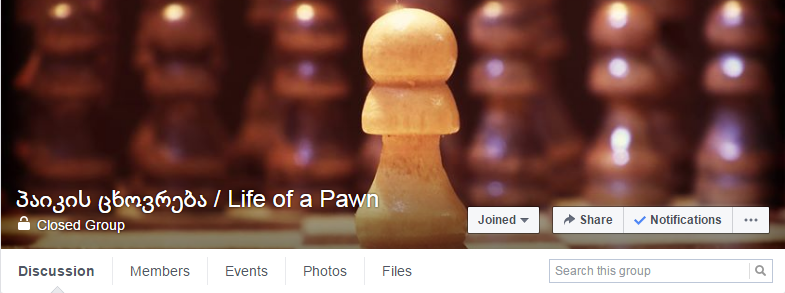 პაიკის ცხოვრება / Life of a Pawn
Closed Group
Joined
Share
Notifications
Discussion
Members
Events
Photos
Files
Search this group